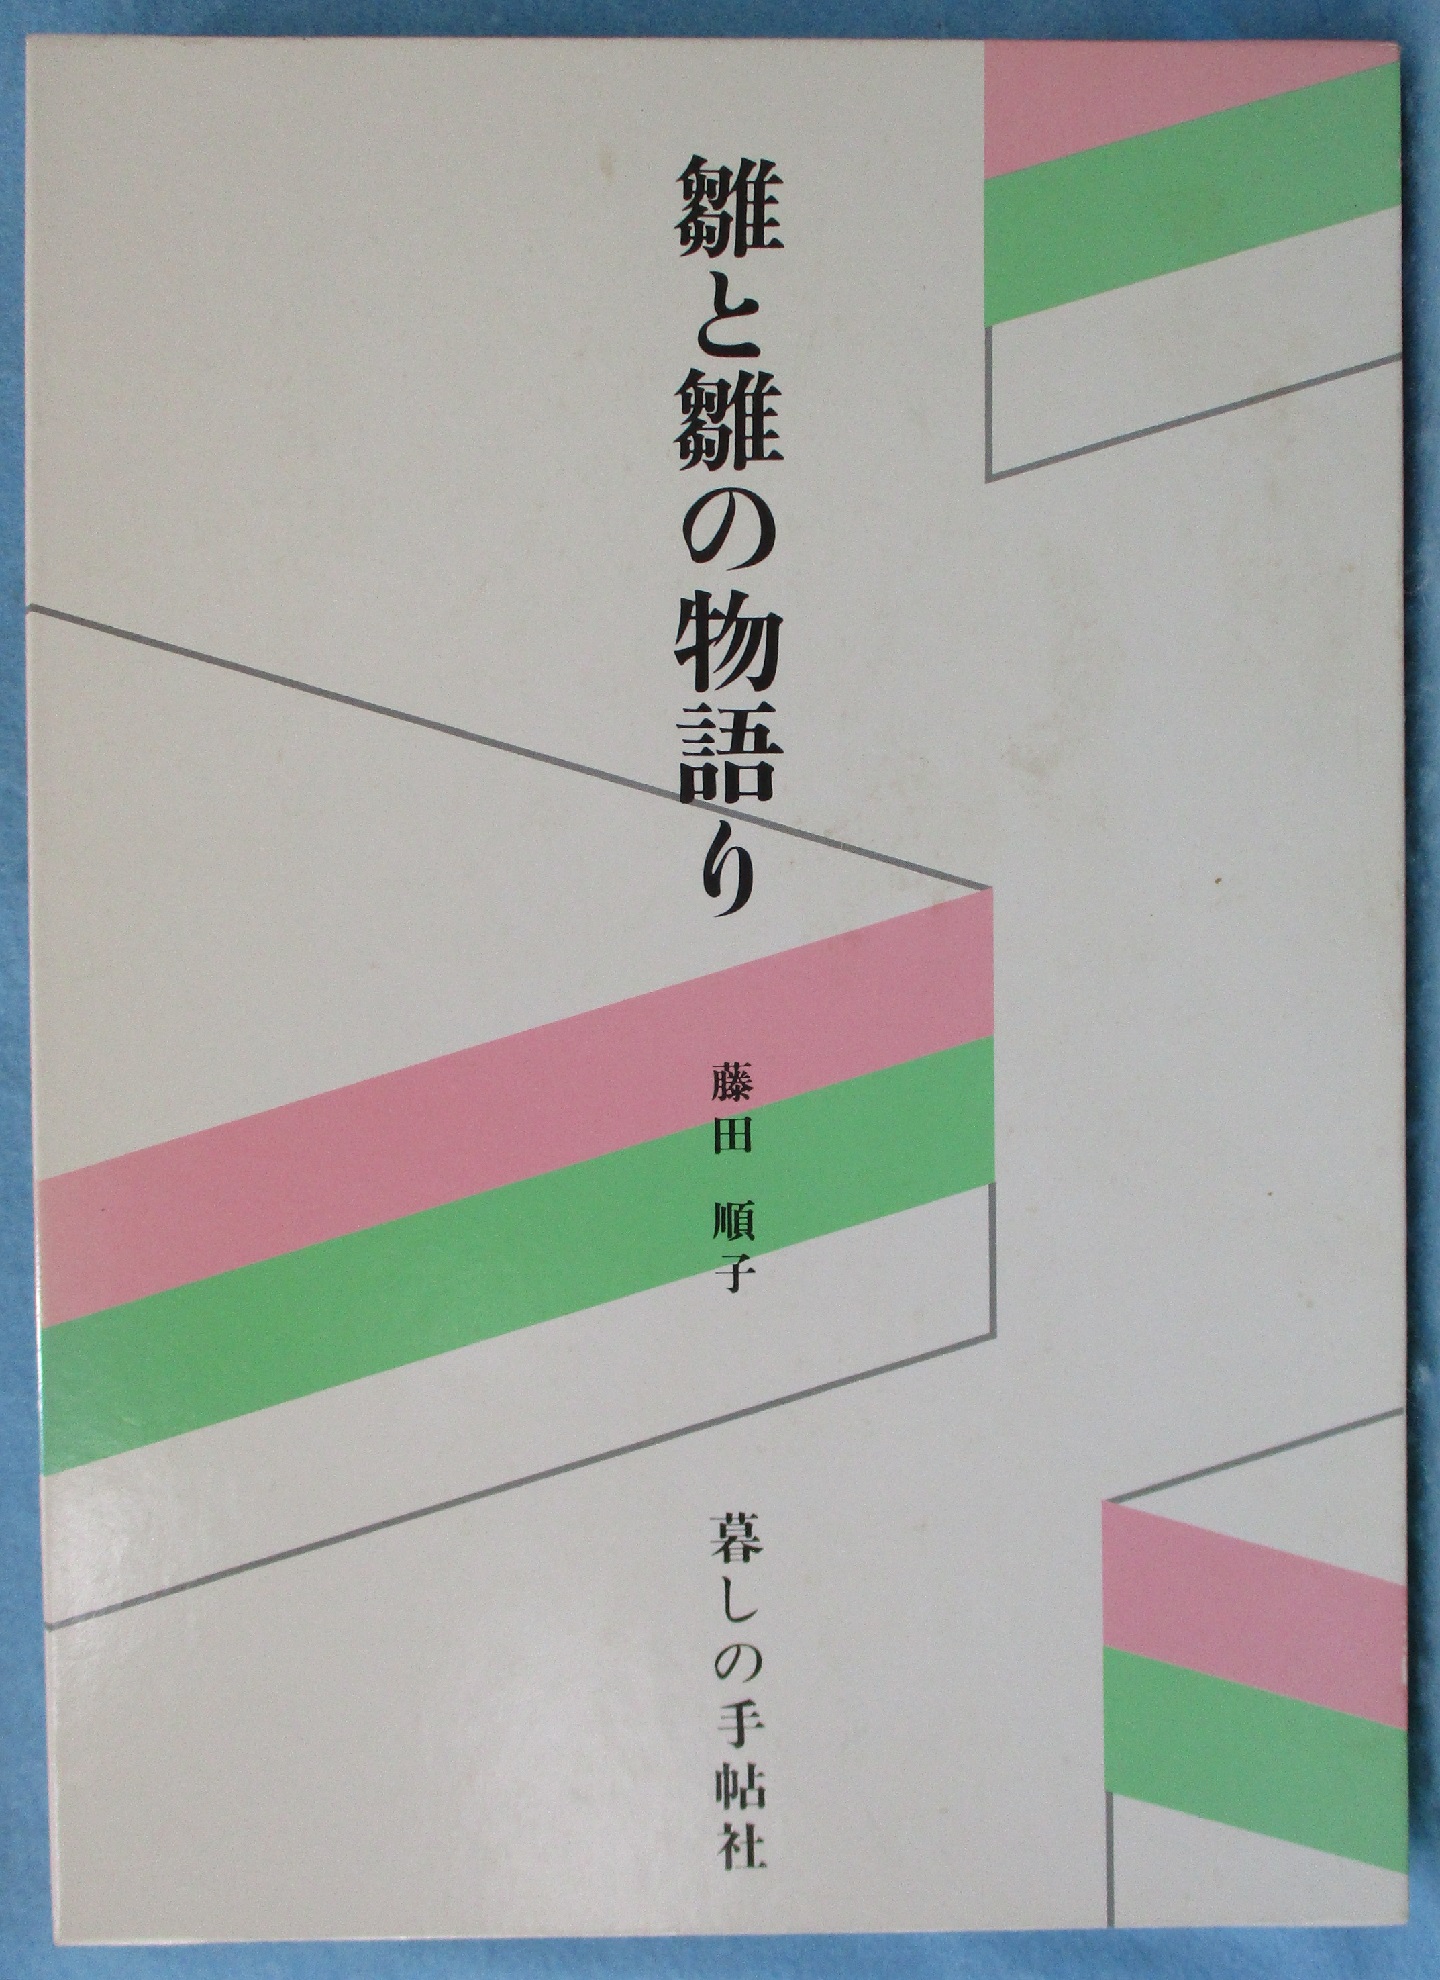 雛と雛の物語り
藤田 順子
暮しの手帖社